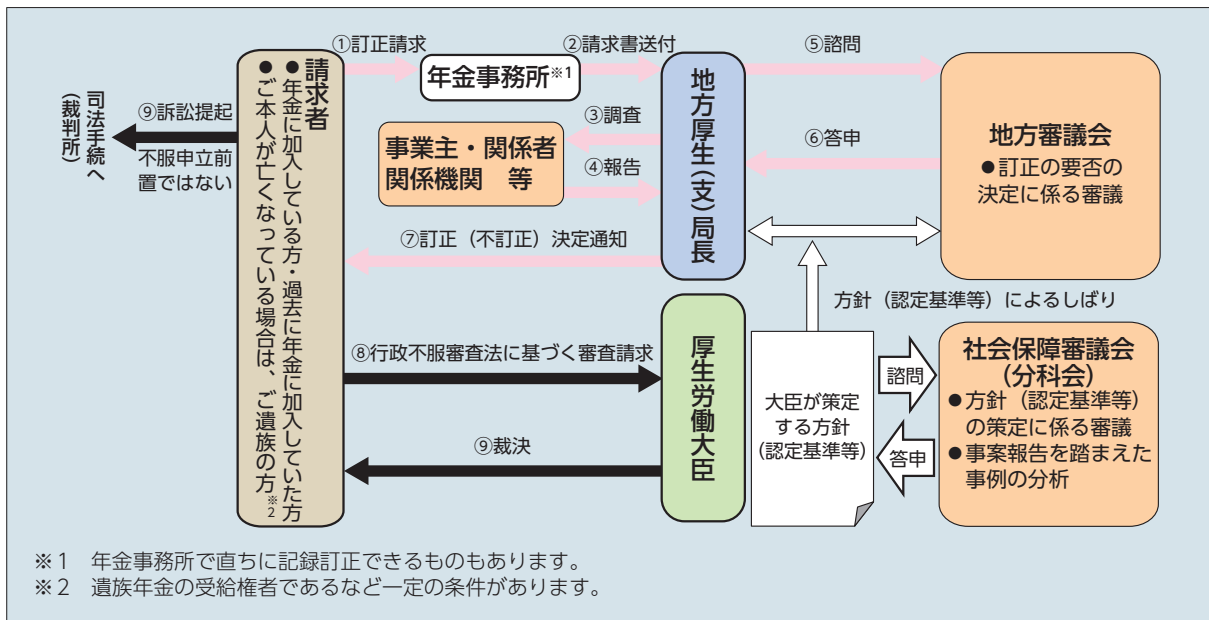 ①訂正請求
②請求書送付
⑤諮問
年金事務所※1
請求者
●年金に加入している方・過去に年金に加入していた方
●ご本人が亡くなっている場合は、ご遺族の方※2
司法手続へ
(裁判所)
⑨訴訟提起
不服申立前
置ではない
③調査
事業主・関係者
関係機関 等
④報告
地方厚生(支)局長
⑥答申
地方審議会
●訂正の要否の
決定に係る審議
⑦訂正(不訂正)決定通知
方針(認定基準等)によるしばり
⑧行政不服審査法に基づく審査請求
厚生労働大臣
⑨裁決
大臣が策定
する方針
(認定基準等)
諮問
答申
社会保障審議会
(分科会)
●方針(認定基準等)
の策定に係る審議
●事案報告を踏まえた
事例の分析
※1 年金事務所で直ちに記録訂正できるものもあります。
※2 遺族年金の受給権者であるなど一定の条件があります。